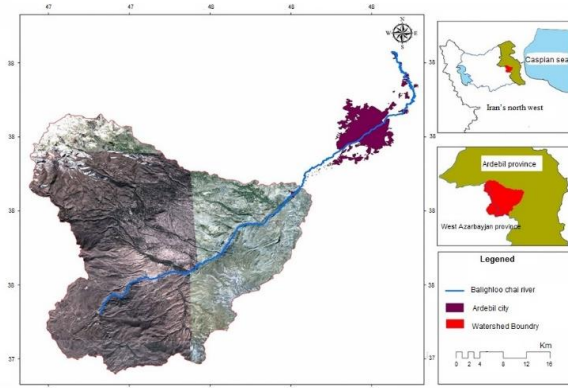 47 47 48 48 48
N
W E
S
38
38
38
38
37
38
38
38
38
37
Caspian sea
Iran's north west
Ardebil province
West Azarbayjan province
Legened
Balighloo chai river
Ardebil city
Watershed Boundry
Km
0 2 4 8 12 16